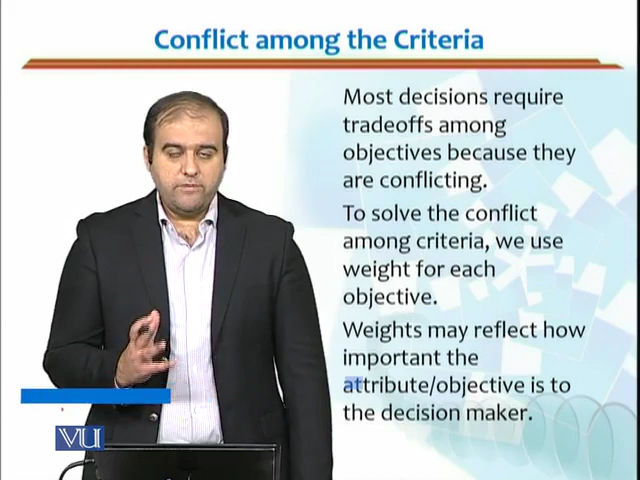 Conflict among the Criteria
Most decisions require
tradeoffs among
objectives because they
are conflicting.
To solve the conflict
among criteria, we use
weight for each
objective.
Weights may reflect how
important the
attribute/objective is to
the decision maker.
VU